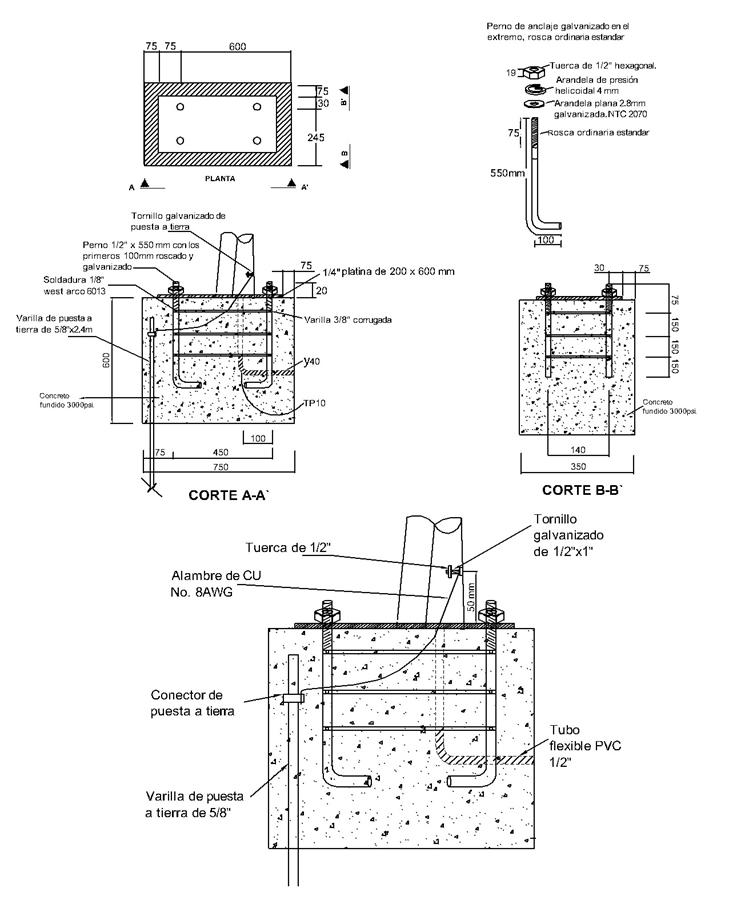 Perno de anclaje galvanizado en el
extremo, rosca ordinaria estandar
75
75
600
75
30
245
B'
B
A
PLANTA
A'
Tuerca de 1/2" hexagonal.
19
Arandela de presión
helicoidal 4 mm
Arandela plana 2.8mm
galvanizada.NTC 2070
75
Rosca ordinaria estandar
550mm
100
Tornillo galvanizado de
puesta a tierra
Perno 1/2" x 550 mm con los
primeros 100mm roscado y
galvanizado
Soldadura 1/8"
west arco 6013
75
1/4" platina de 200 x 600 mm
20
Varilla de puesta a
tierra de 5/8"x2.4m
Varilla 3/8" corrugada
600
y40
Concreto
fundido 3000psi.
TP10
100
75
450
750
CORTE A-A`
30
75
75
150
150
150
Concreto
fundido 3000psi.
140
350
CORTE B-B`
Tornillo
galvanizado
de 1/2"x1"
Tuerca de 1/2"
Alambre de CU
No. 8AWG
50 mm
Conector de
puesta a tierra
Tubo
flexible PVC
1/2"
Varilla de puesta
a tierra de 5/8"